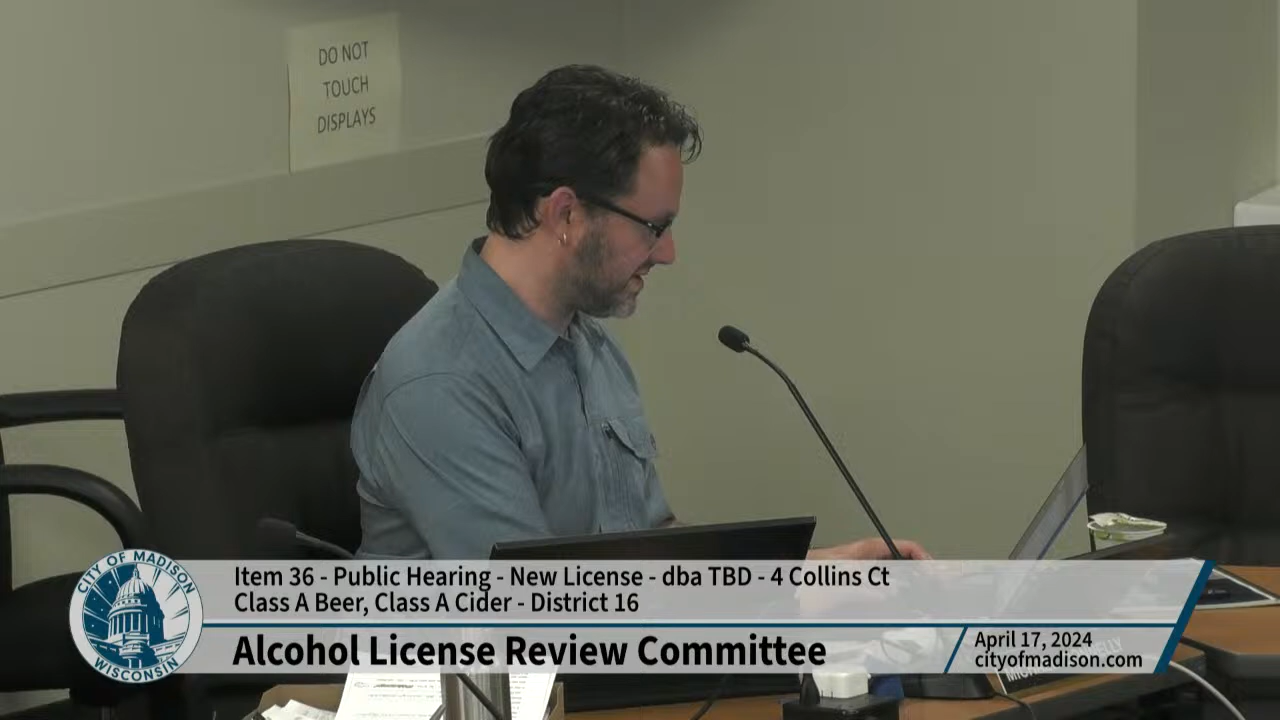 DO NOT
TOUCH
DISPLAYS
CITY OF MADISON
WISCONSIN
Item 36 - Public Hearing - New License - dba TBD - 4 Collins Ct
Class A Beer, Class A Cider - District 16
Alcohol License Review Committee
April 17, 2024
cityofmadison.com